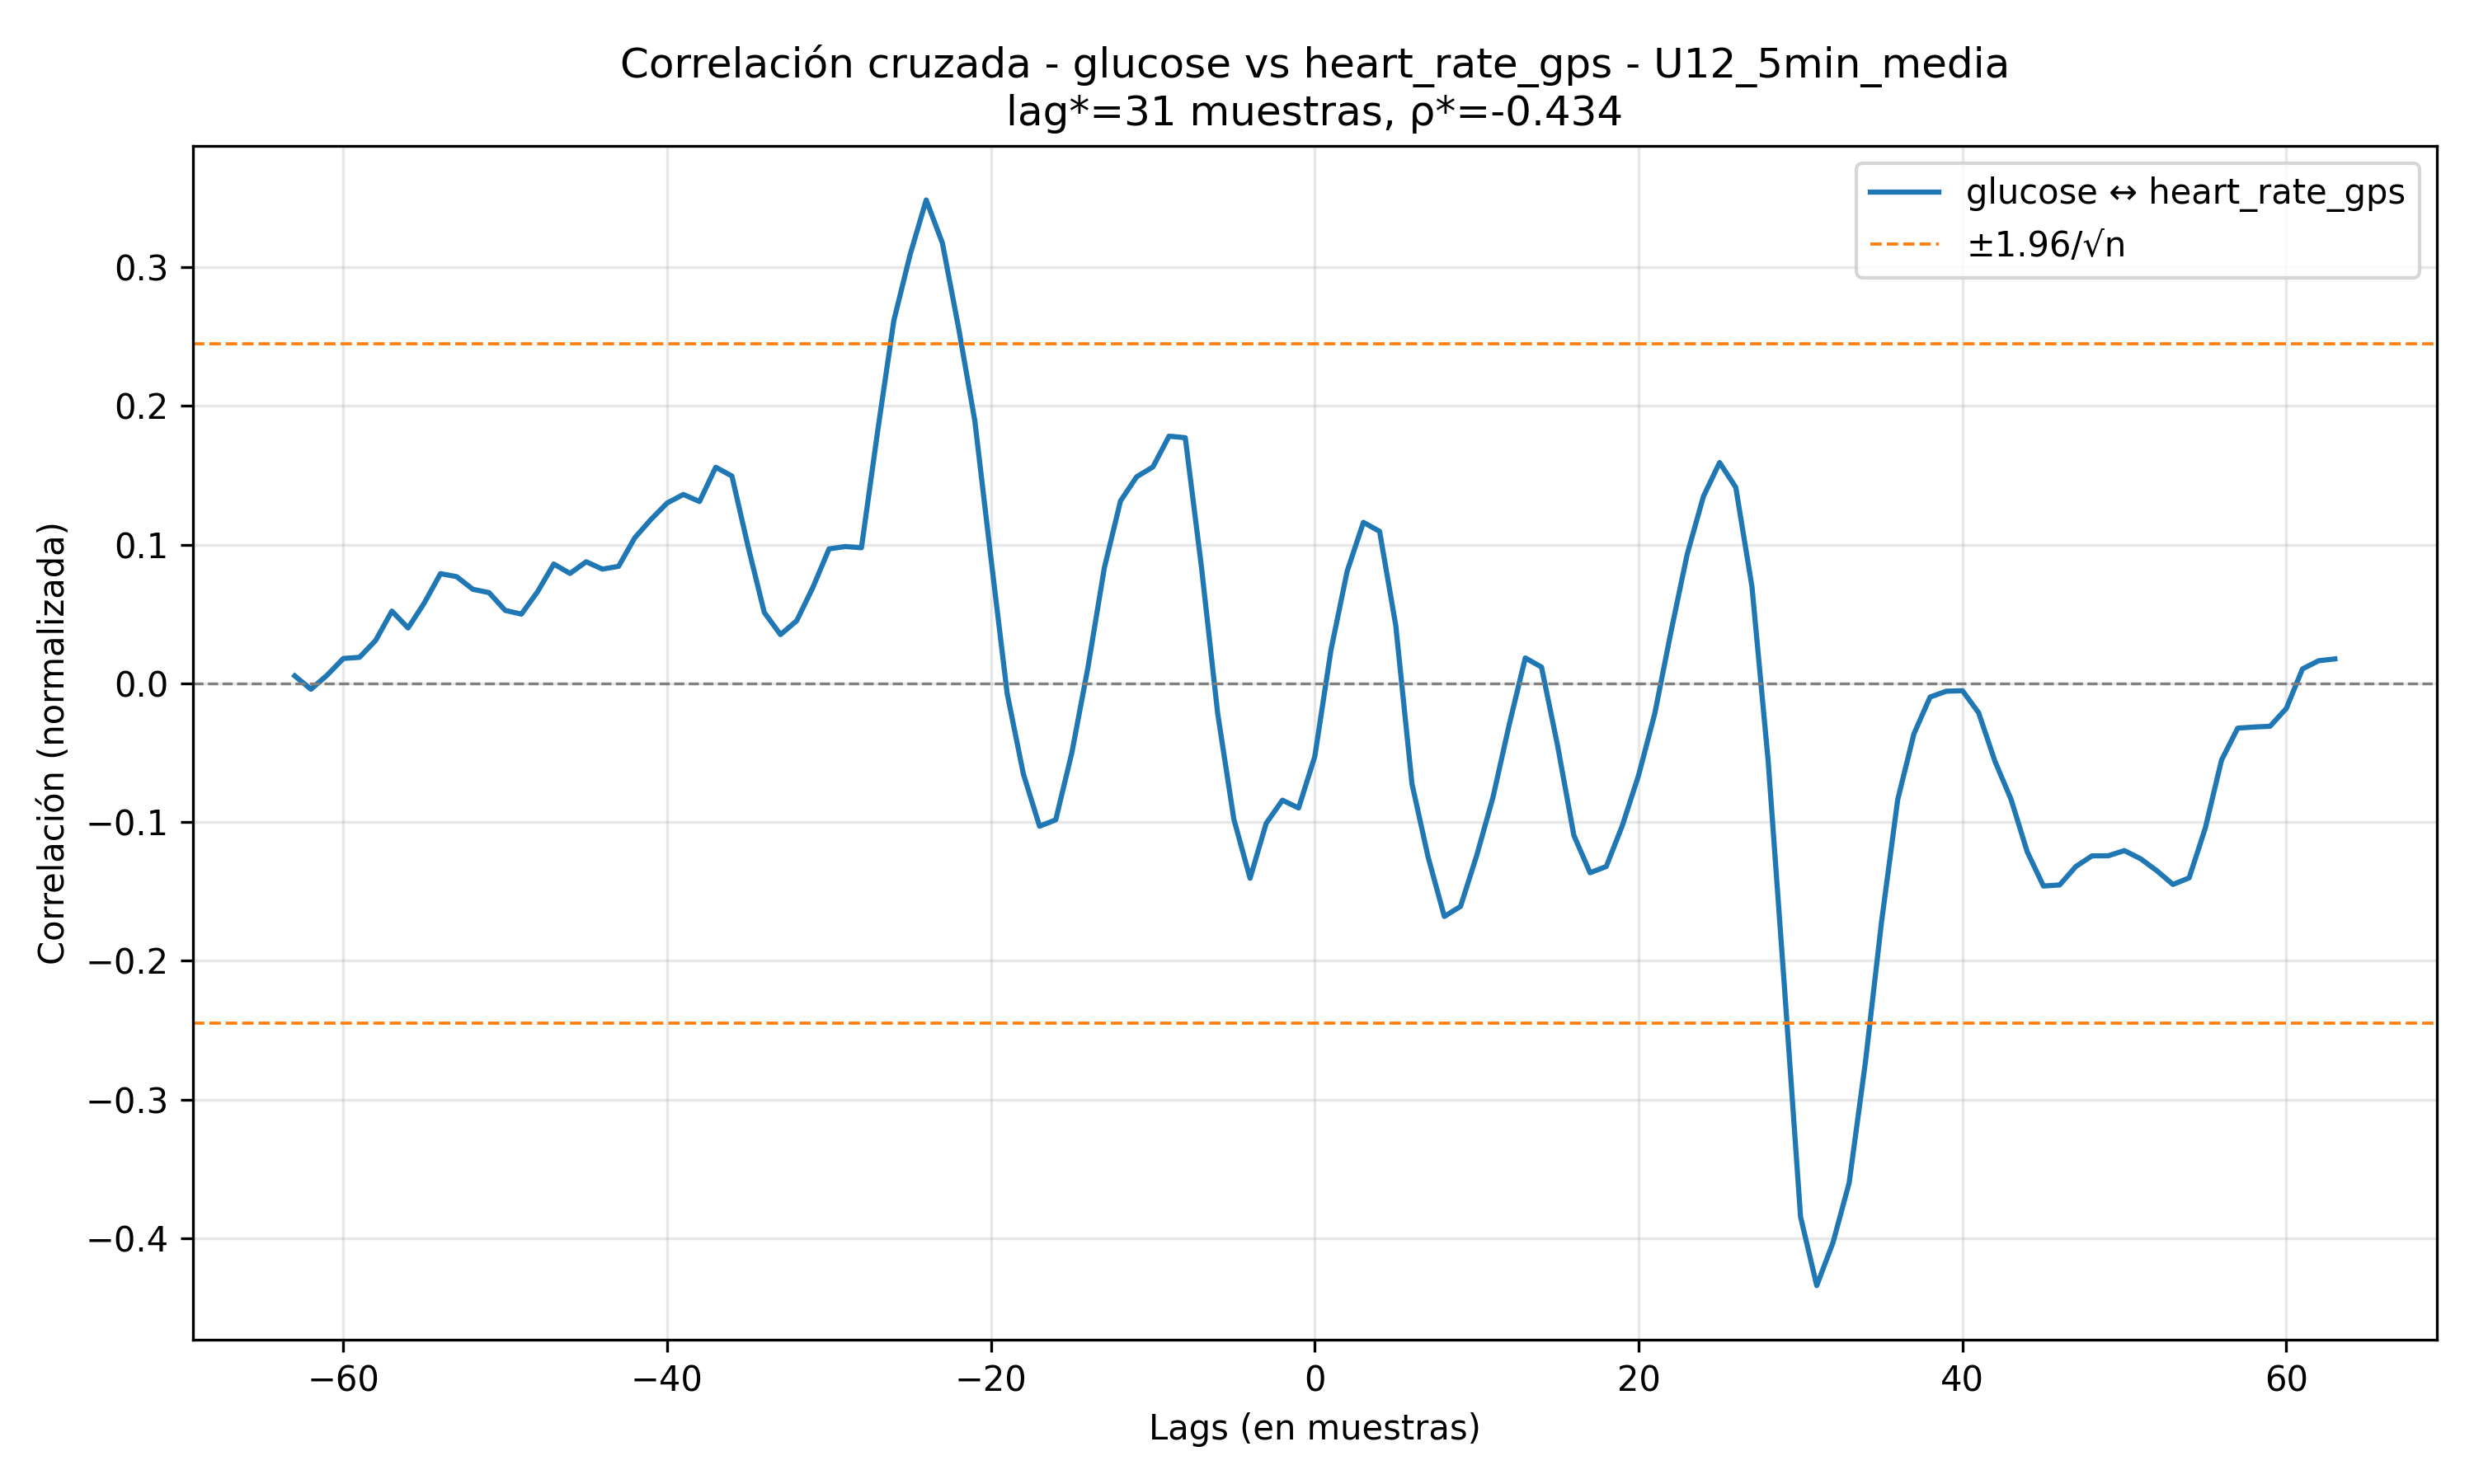 Correlación cruzada - glucose vs heart_rate_gps - U12_5min_media
lag*=31 muestras, ρ*=-0.434
glucose ↔ heart_rate_gps
±1.96/√n
Correlación (normalizada)
0.3
0.2
0.1
0.0
−0.1
−0.2
−0.3
−0.4
−60
−40
−20
0
20
40
60
Lags (en muestras)